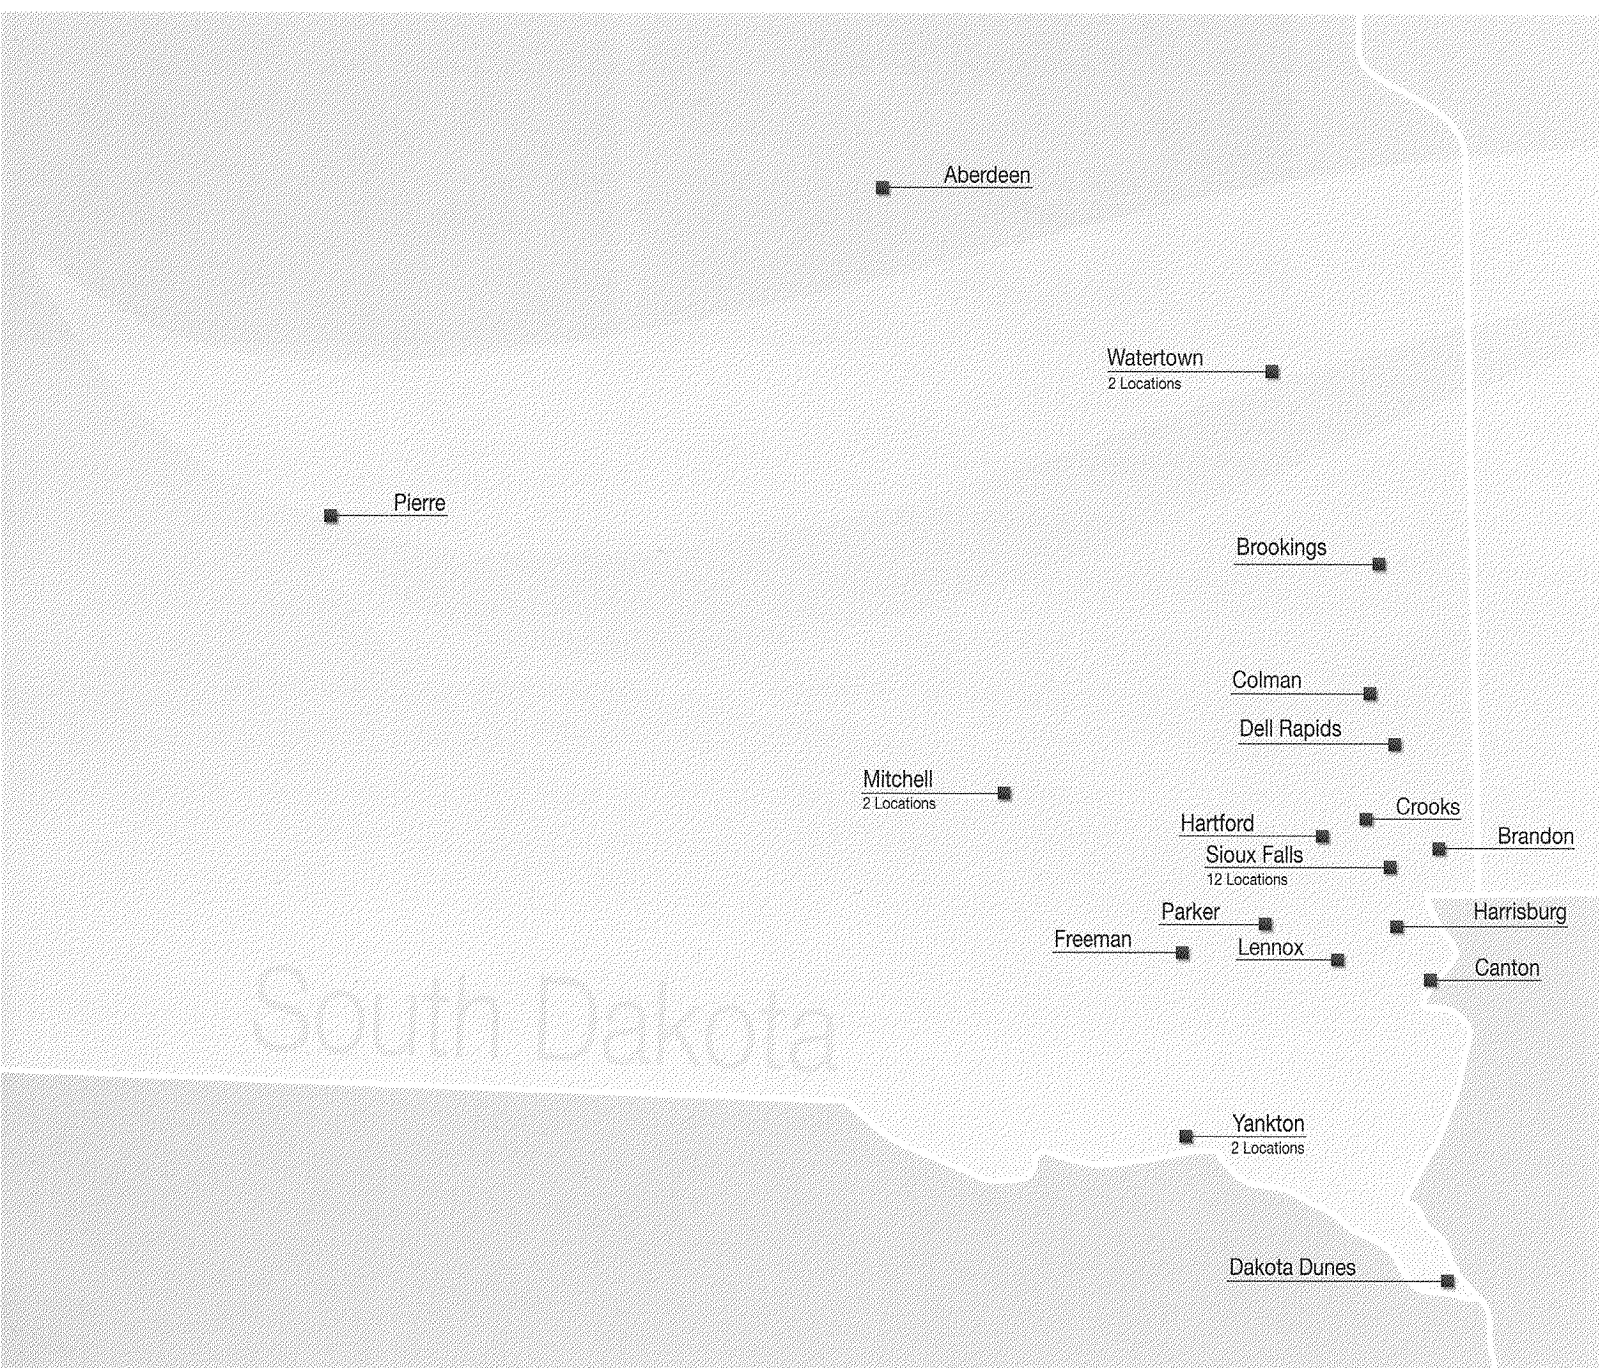 Aberdeen
Watertown
2 Locations
Pierre
Brookings
Colman
Dell Rapids
Mitchell
2 Locations
Crooks
Hartford
Brandon
Sioux Falls
12 Locations
Parker
Harrisburg
Freeman
Lennox
Canton
South Dakota
Yankton
2 Locations
Dakota Dunes